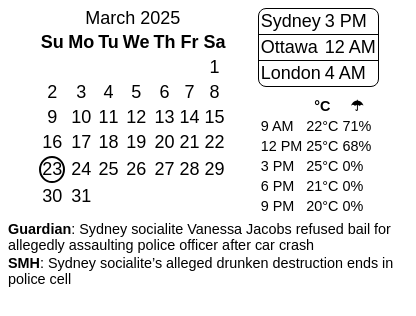 March 2025
Su Mo Tu We Th Fr Sa
1
2 3 4 5 6 7 8
9 10 11 12 13 14 15
16 17 18 19 20 21 22
23 24 25 26 27 28 29
30 31
Sydney 3 PM
Ottawa 12 AM
London 4 AM
°C ☂
9 AM 22°C 71%
12 PM 25°C 68%
3 PM 25°C 0%
6 PM 21°C 0%
9 PM 20°C 0%
Guardian: Sydney socialite Vanessa Jacobs refused bail for
allegedly assaulting police officer after car crash
SMH: Sydney socialite's alleged drunken destruction ends in
police cell